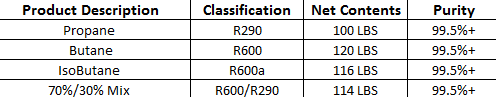 Product Description Classification Net Contents Purity
Propane R290 100 LBS 99.5%+
Butane R600 120 LBS 99.5%+
IsoButane R600a 116 LBS 99.5%+
70%/30% Mix R600/R290 114 LBS 99.5%+